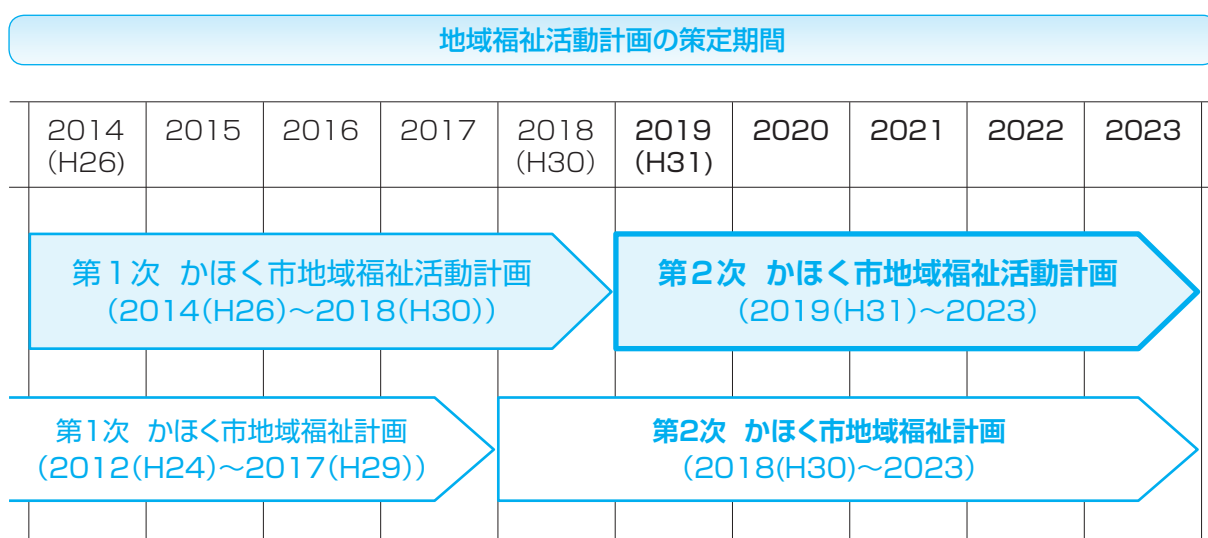 地域福祉活動計画の策定期間
2014 2015 2016 2017 2018 2019 2020 2021 2022 2023
(H26) (H30) (H31)
第1次 かほく市地域福祉活動計画
(2014(H26)～2018(H30))
第2次 かほく市地域福祉活動計画
(2019(H31)～2023)
第1次 かほく市地域福祉計画
(2012(H24)～2017(H29))
第2次 かほく市地域福祉計画
(2018(H30)～2023)